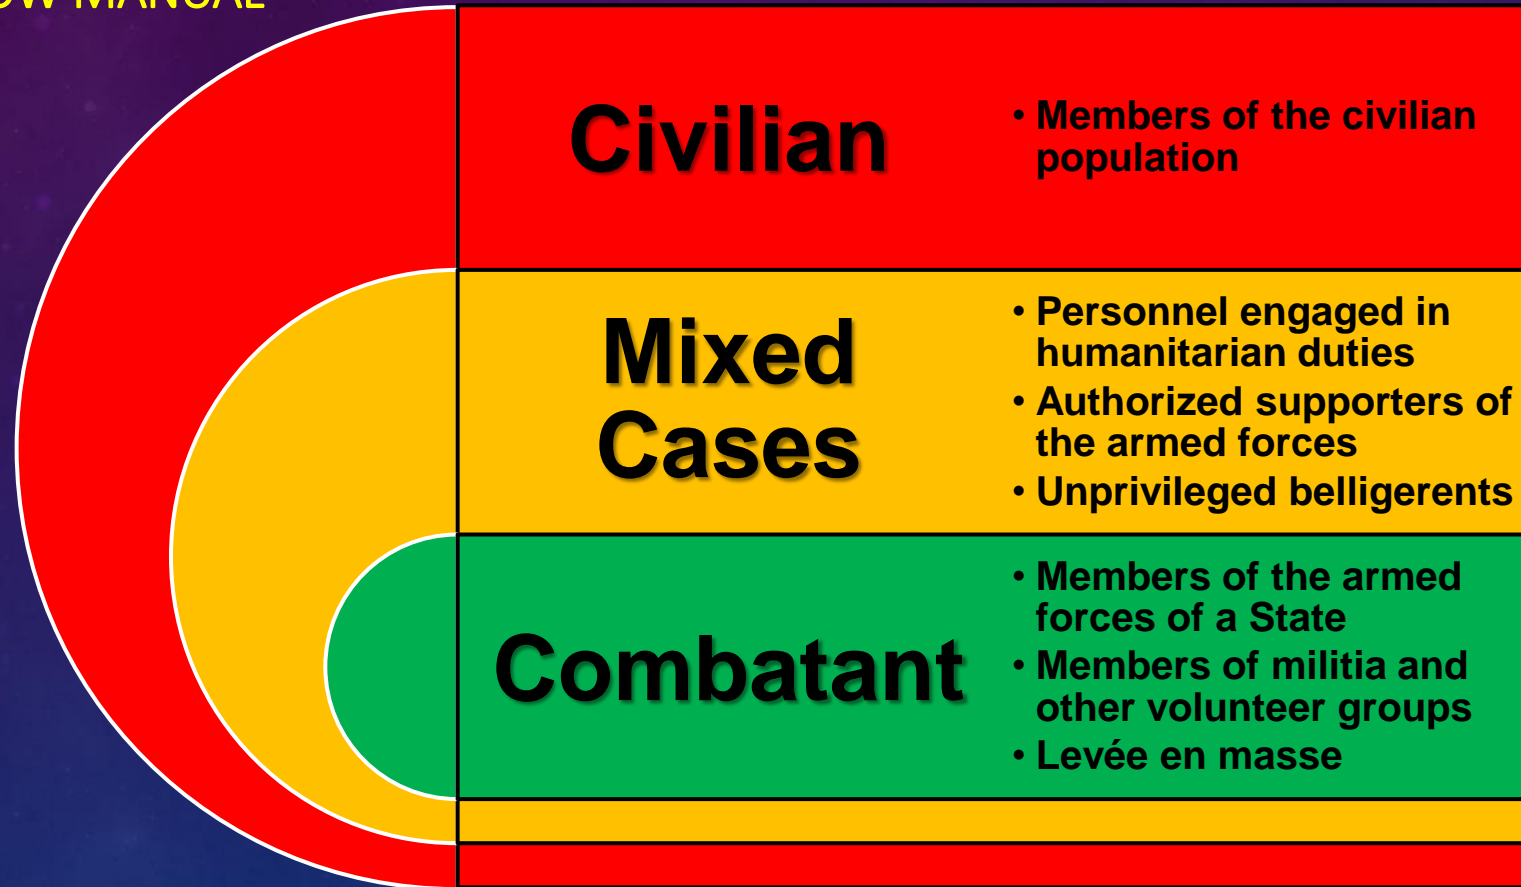 MANUAL
Civilian
• Members of the civilian
population
Mixed
Cases
• Personnel engaged in
humanitarian duties
• Authorized supporters of
the armed forces
• Unprivileged belligerents
Combatant
• Members of the armed
forces of a State
• Members of militia and
other volunteer groups
• Levée en masse